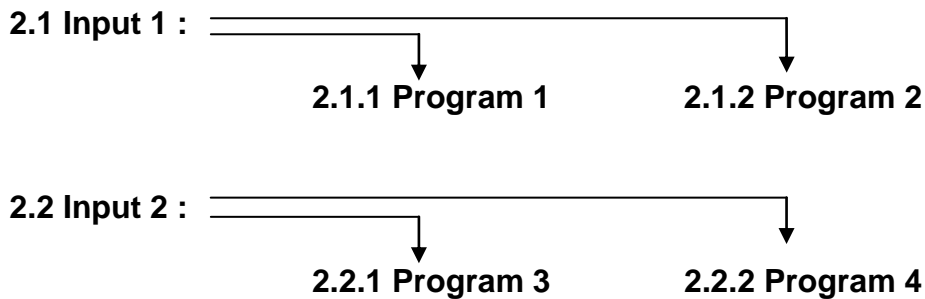 2.1 Input 1 :
2.1.1 Program 1 2.1.2 Program 2
2.2 Input 2 :
2.2.1 Program 3 2.2.2 Program 4